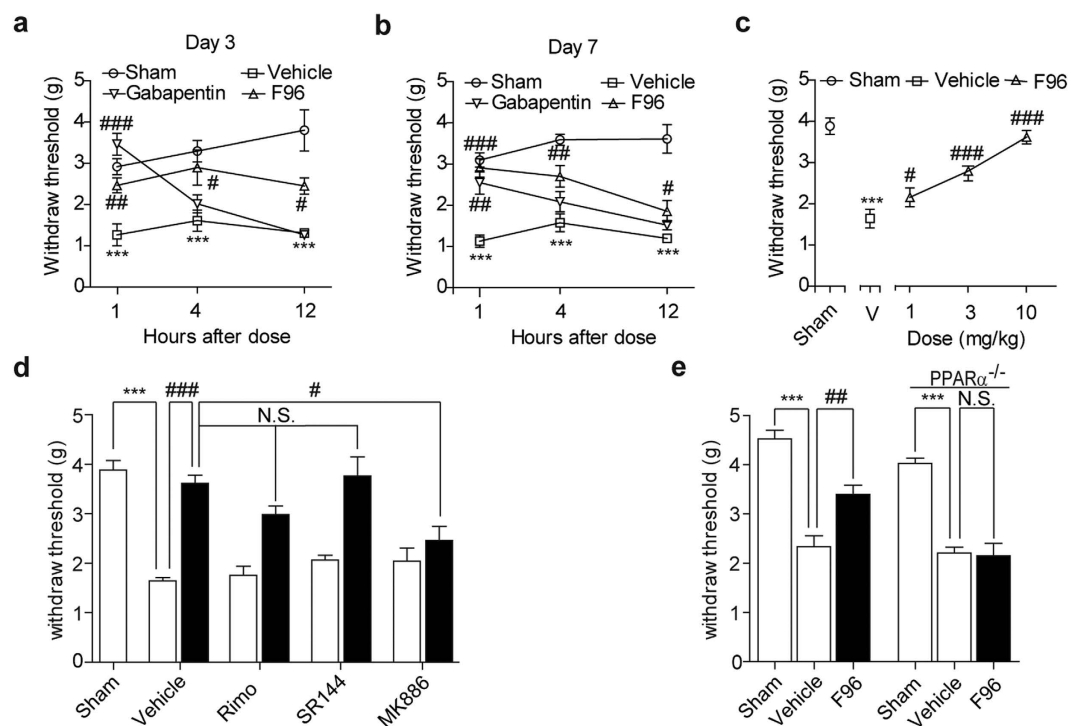 a
Day 3
Sham Vehicle
Gabapentin F96
Withdraw threshold (g)
5
4
3
2
1
0
###
##
#
#
*** *** ***
1 4 12
Hours after dose
b
Day 7
Sham Vehicle
Gabapentin F96
Withdraw threshold (g)
5
4
3
2
1
0
### ##
#
##
*** *** ***
1 4 12
Hours after dose
c
Sham Vehicle F96
Withdraw threshold (g)
5
4
3
2
1
0
***
#
###
###
Sham V 1 3 10
Dose (mg/kg)
d
*** ### #
N.S.
withdraw threshold (g)
5
4
3
2
1
0
Sham Vehicle Rimo SR144 MK886
e
PPARα-/-
*** ## *** N.S.
withdraw threshold (g)
5
4
3
2
1
0
Sham Vehicle F96 Sham Vehicle F96